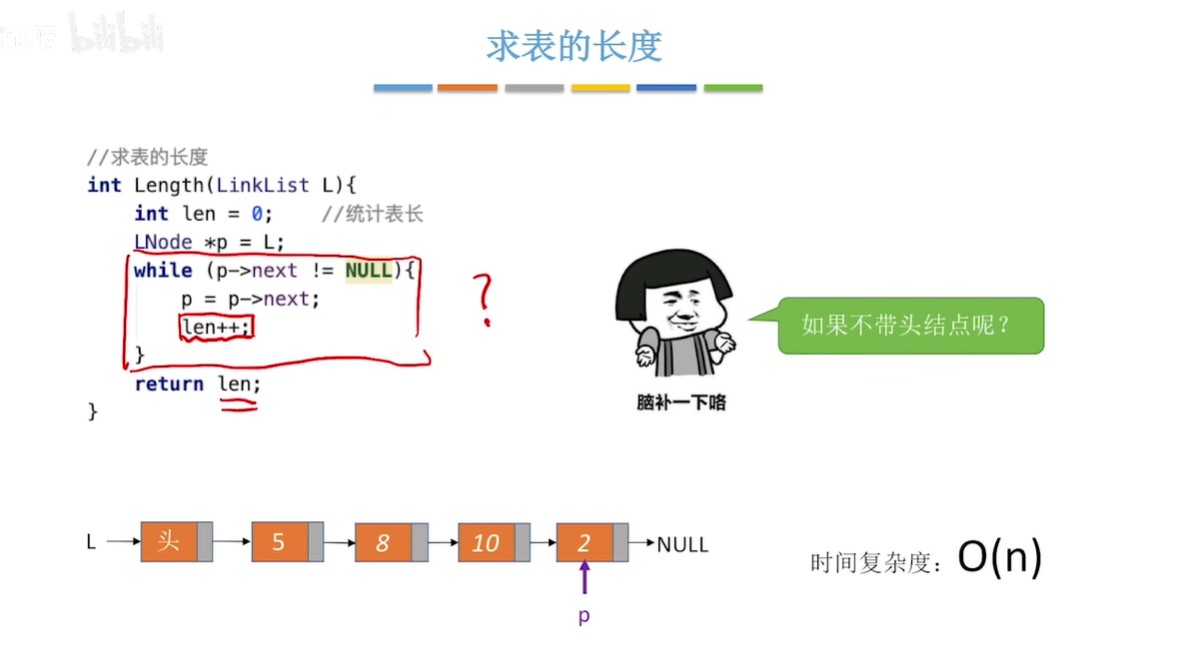 bilibili
求表的长度
//求表的长度
int Length(LinkList L){
int len = 0; //统计表长
LNode *p = L;
while (p->next != NULL){
p = p->next;
len++;
}
return len;
}
?
如果不带头结点呢？
脑补一下咯
L 头 5 8 10 2 NULL
p
时间复杂度：O(n)